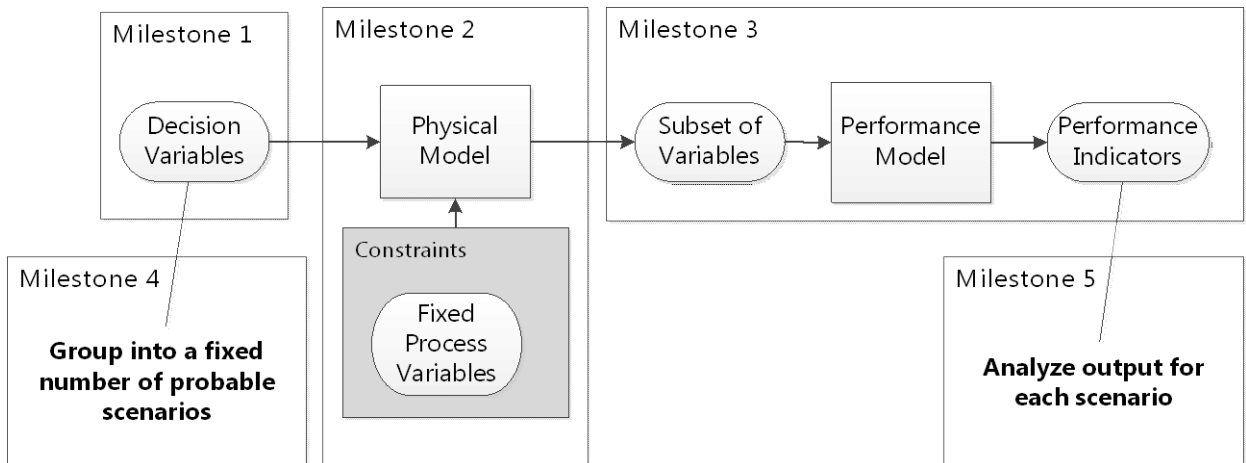 Milestone 1
Decision
Variables
Milestone 2
Physical
Model
Constraints
Fixed
Process
Variables
Milestone 3
Subset of
Variables
Performance
Model
Performance
Indicators
Milestone 4
Group into a fixed
number of probable
scenarios
Milestone 5
Analyze output for
each scenario